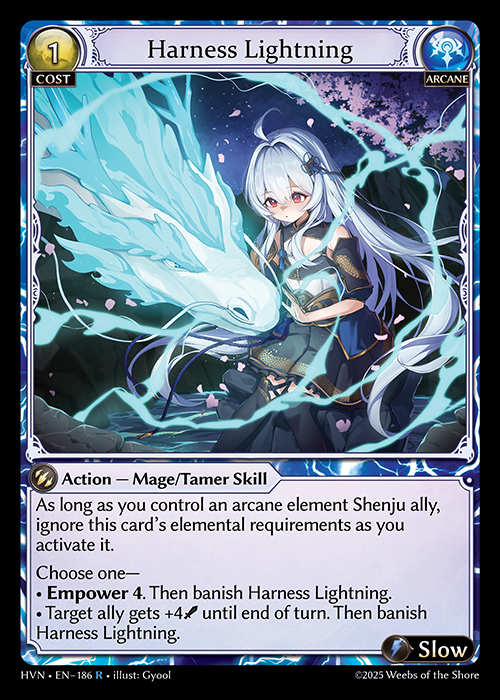 1
Harness Lightning
COST
ARCANE
Action — Mage/Tamer Skill
As long as you control an arcane element Shenju ally,
ignore this card's elemental requirements as you
activate it.
Choose one—
• Empower 4. Then banish Harness Lightning.
• Target ally gets +4 until end of turn. Then banish
Harness Lightning.
Slow
HVN • EN-186 R • illust: Gyool
©2025 Weebs of the Shore